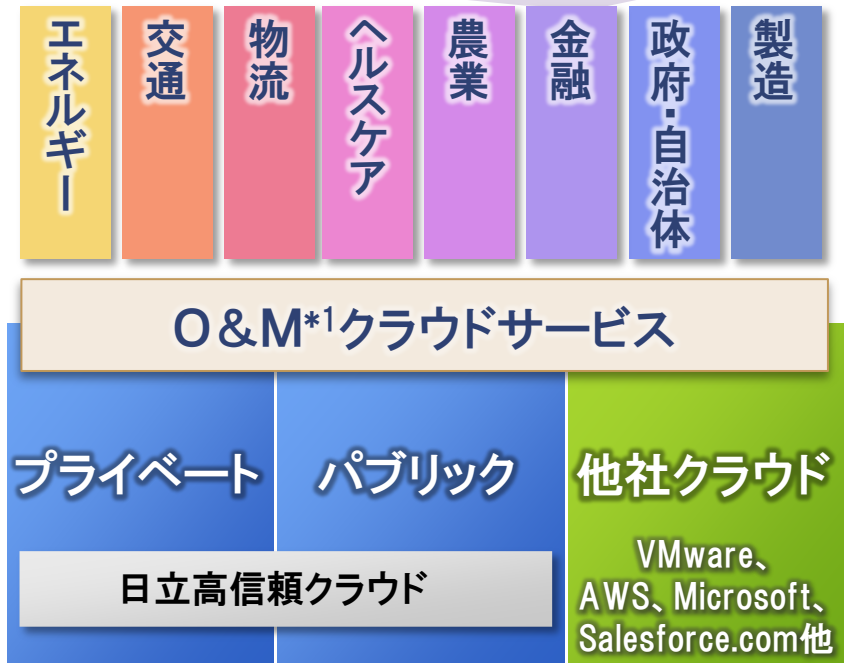 エネルギー
交通
物流
ヘルスケア
農業
金融
政府・自治体
製造
O&M*1クラウドサービス
プライベート
パブリック
他社クラウド
日立高信頼クラウド
VMware、
AWS、Microsoft、
Salesforce.com他